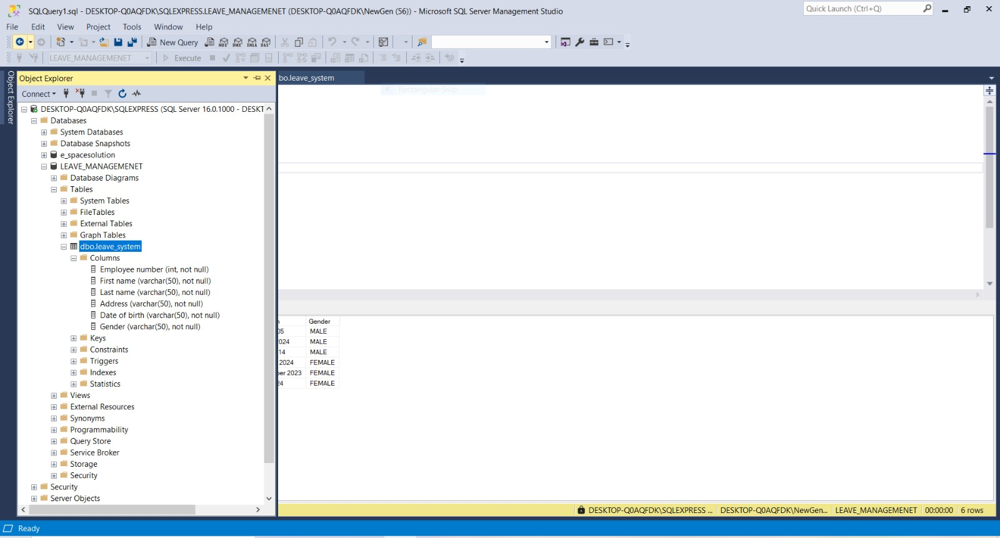 SQLQuery1.sql - DESKTOP-Q0AQFDK\SQLEXPRESS.LEAVE_MANAGEMENET (DESKTOP-Q0AQFDK\NewGen (56)) - Microsoft SQL Server Management Studio
Quick Launch (Ctrl+Q)
File Edit View Project Tools Window Help
New Query
MDX DMX XMLA DAX
LEAVE_MANAGEMENET
Execute
Object Explorer
Object Explorer
bo.leave_system
Connect
Rectangular Snip
DESKTOP-Q0AQFDK\SQLEXPRESS (SQL Server 16.0.1000 - DESKT
Databases
System Databases
Database Snapshots
e_spacesolution
LEAVE_MANAGEMENET
Database Diagrams
Tables
System Tables
FileTables
External Tables
Graph Tables
dbo.leave_system
Columns
Employee number (int, not null)
First name (varchar(50), not null)
Last name (varchar(50), not null)
Address (varchar(50), not null)
Date of birth (varchar(50), not null)
Gender (varchar(50), not null)
Keys
Constraints
Triggers
Indexes
Statistics
Views
External Resources
Synonyms
Programmability
Query Store
Service Broker
Storage
Security
Security
Server Objects
Gender
05 MALE
2024 MALE
14 MALE
2024 FEMALE
ber 2023 FEMALE
24 FEMALE
DESKTOP-Q0AQFDK\SQLEXPRESS ... DESKTOP-Q0AQFDK\NewGen... LEAVE_MANAGEMENET 00:00:00 6 rows
Ready